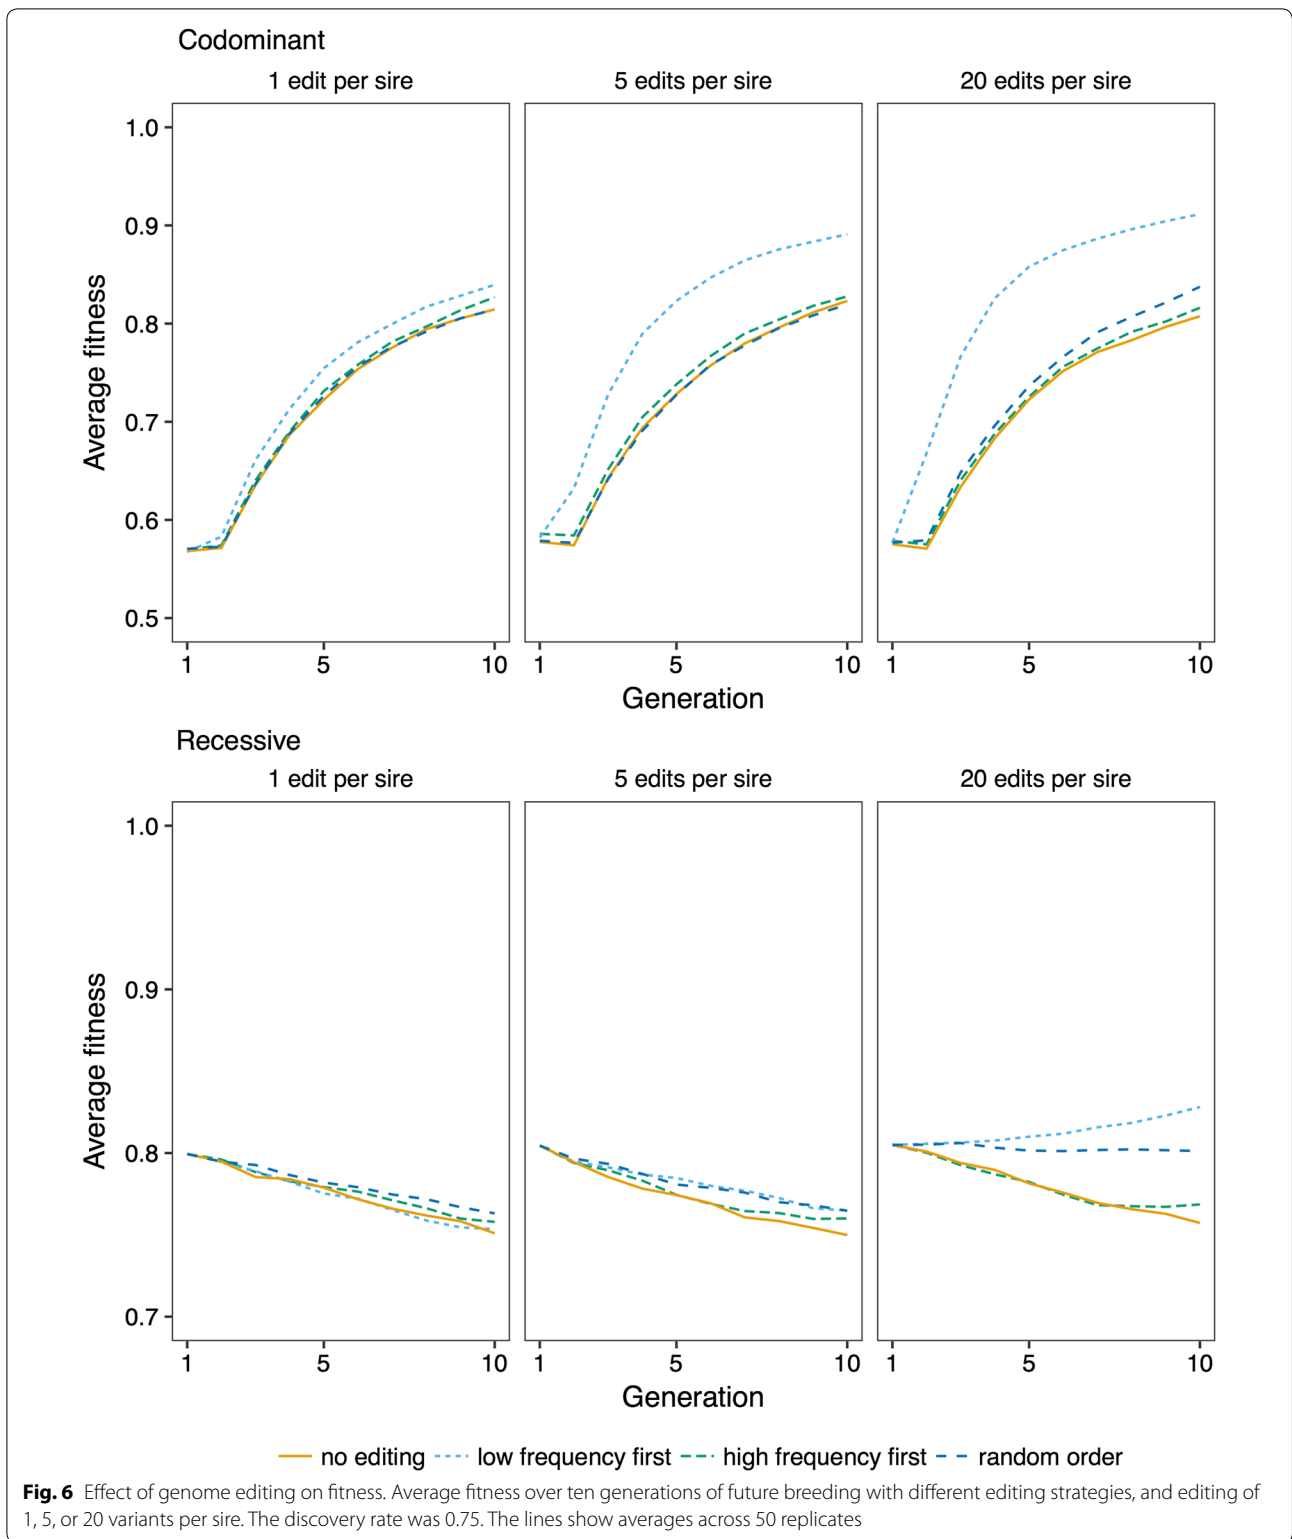 Codominant
1 edit per sire 5 edits per sire 20 edits per sire
1.0
0.9
0.8
0.7
0.6
0.5
Average fitness
1 5 10 1 5 10 1 5 10
Generation
Recessive
1 edit per sire 5 edits per sire 20 edits per sire
1.0
0.9
0.8
0.7
Average fitness
1 5 10 1 5 10 1 5 10
Generation
no editing low frequency first high frequency first random order
Fig. 6 Effect of genome editing on fitness. Average fitness over ten generations of future breeding with different editing strategies, and editing of
1, 5, or 20 variants per sire. The discovery rate was 0.75. The lines show averages across 50 replicates